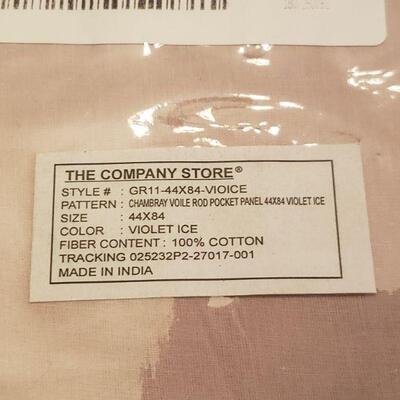 THE COMPANY STORE®
STYLE # : GR11-44X84-VIOICE
PATTERN : CHAMBRAY VOILE ROD POCKET PANEL 44X84 VIOLET ICE
SIZE : 44X84
COLOR : VIOLET ICE
FIBER CONTENT : 100% COTTON
TRACKING 025232P2-27017-001
MADE IN INDIA